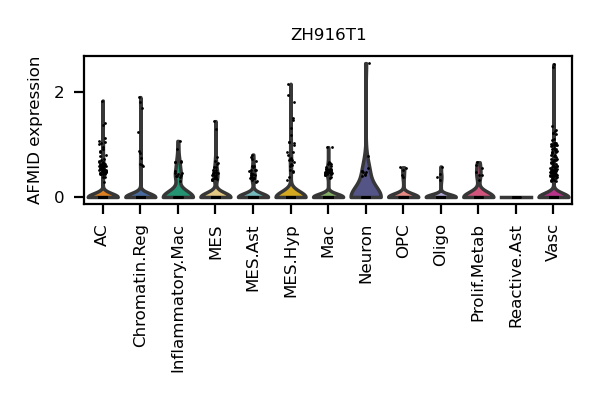 ZH916T1
AFMID expression
2
0
AC
Chromatin.Reg
Inflammatory.Mac
MES
MES.Ast
MES.Hyp
Mac
Neuron
OPC
Oligo
Prolif.Metab
Reactive.Ast
Vasc